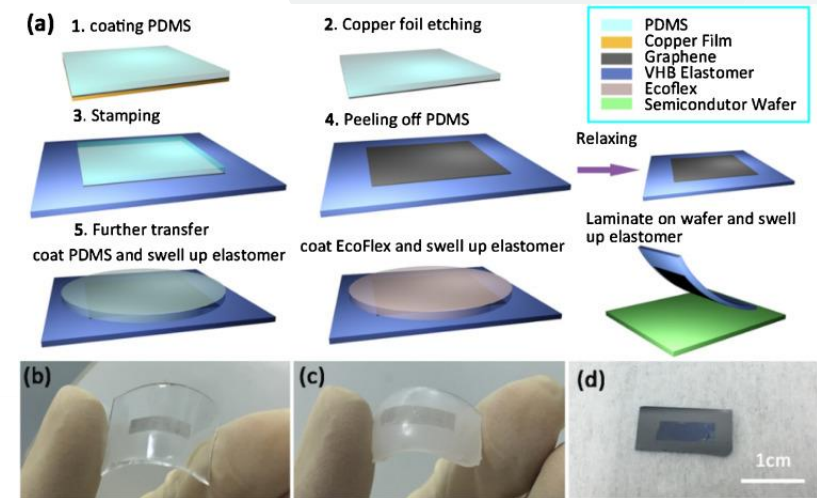 (a)
1. coating PDMS
2. Copper foil etching
PDMS
Copper Film
Graphene
VHB Elastomer
Ecoflex
Semicondutor Wafer
3. Stamping
4. Peeling off PDMS
Relaxing
5. Further transfer
coat PDMS and swell up elastomer
coat EcoFlex and swell up elastomer
Laminate on wafer and swell
up elastomer
(b)
(c)
(d)
1cm